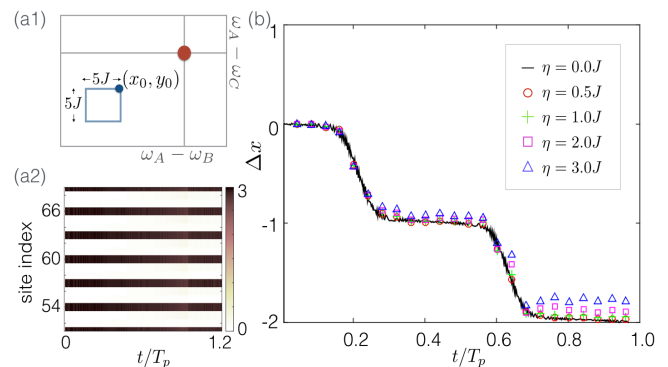 (a1)
ω_A − ω_C
←5J→ (x_0, y_0)
5J
ω_A − ω_B
(a2)
66
60
54
site index
3
0
0
1.2
t/T_p
(b)
η = 0.0J
η = 0.5J
η = 1.0J
η = 2.0J
η = 3.0J
0
-1
-2
Δx
0.2
0.4
0.6
0.8
1.0
t/T_p